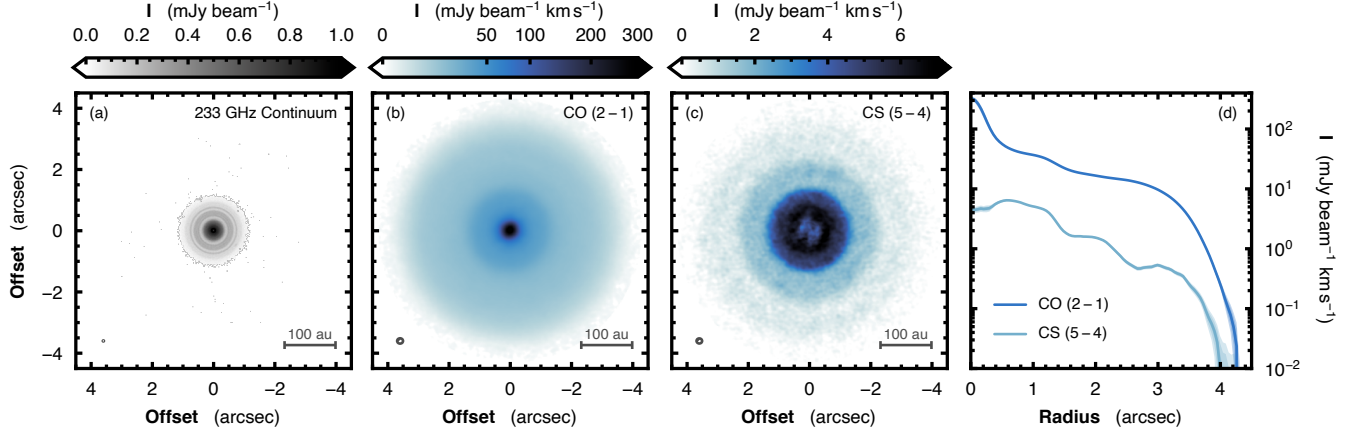 I (mJy beam⁻¹)
I (mJy beam⁻¹ km s⁻¹)
I (mJy beam⁻¹ km s⁻¹)
0.0 0.2 0.4 0.6 0.8 1.0
0 50 100 200 300
0 2 4 6
(a) 233 GHz Continuum
(b) CO (2−1)
(c) CS (5−4)
(d)
4
2
0
−2
−4
Offset (arcsec)
100 au
100 au
100 au
CO (2−1)
CS (5−4)
10²
10¹
10⁰
10⁻¹
10⁻²
I (mJy beam⁻¹ km s⁻¹)
4 2 0 −2 −4
4 2 0 −2 −4
4 2 0 −2 −4
0 1 2 3 4
Offset (arcsec)
Offset (arcsec)
Offset (arcsec)
Radius (arcsec)